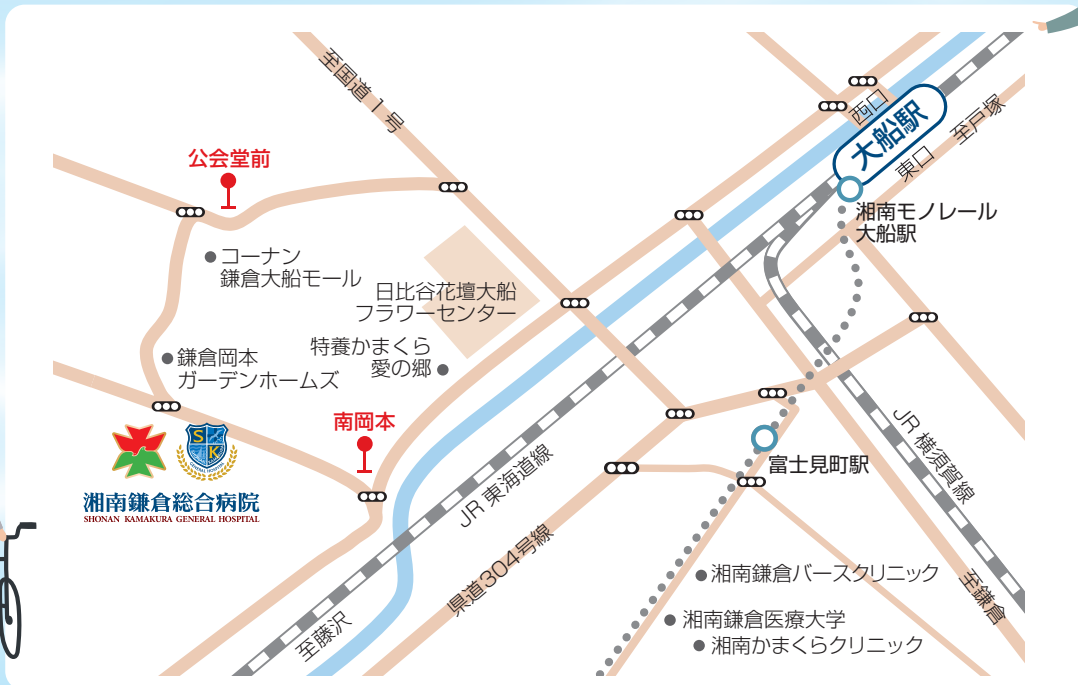 至国道1号
公会堂前
西口
大船駅
東口
至戸塚
湘南モノレール
大船駅
コーナン
鎌倉大船モール
日比谷花壇大船
フラワーセンター
特養かまくら
愛の郷
鎌倉岡本
ガーデンホームズ
南岡本
SK
GENERAL HOSPITAL
湘南鎌倉総合病院
SHONAN KAMAKURA GENERAL HOSPITAL
JR 東海道線
富士見町駅
JR 横須賀線
県道304号線
至藤沢
湘南鎌倉バースクリニック
至鎌倉
湘南鎌倉医療大学
湘南かまくらクリニック